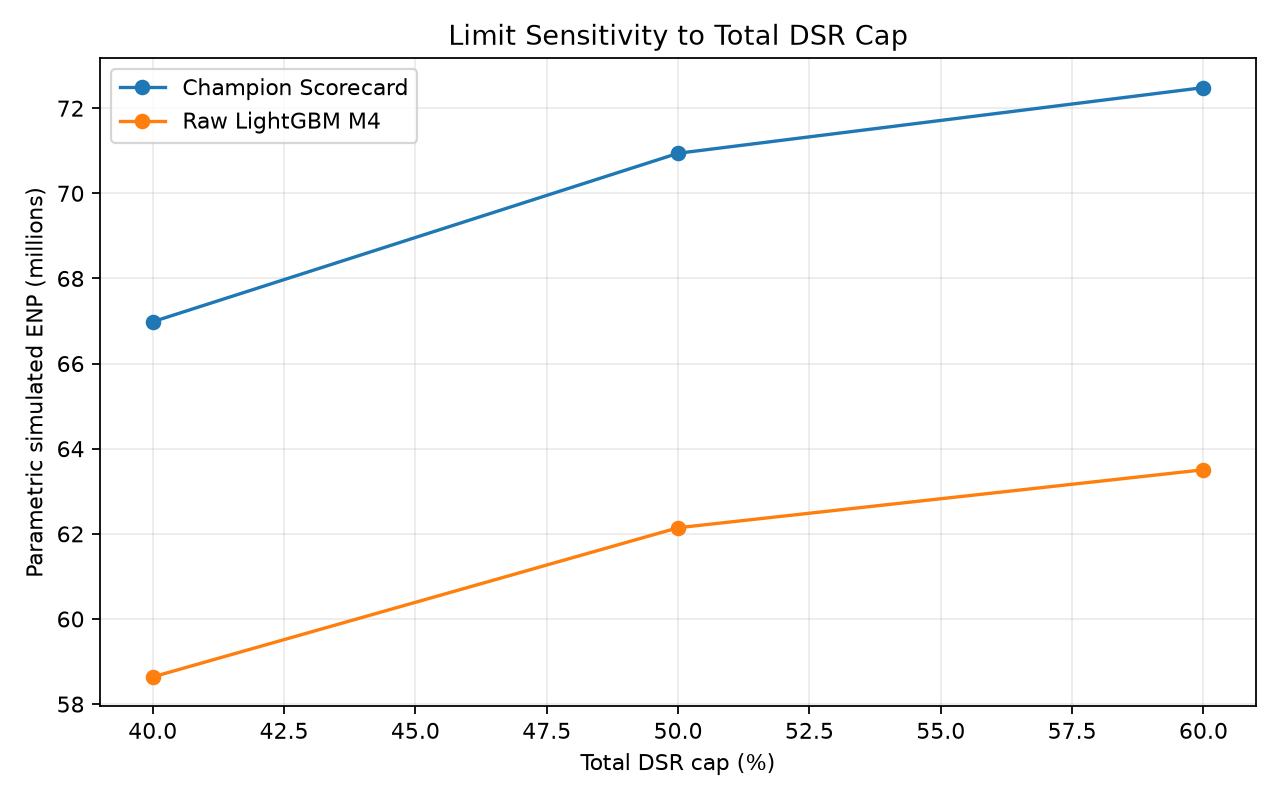 Limit Sensitivity to Total DSR Cap
Champion Scorecard
Raw LightGBM M4
Parametric simulated ENP (millions)
72
70
68
66
64
62
60
58
40.0 42.5 45.0 47.5 50.0 52.5 55.0 57.5 60.0
Total DSR cap (%)